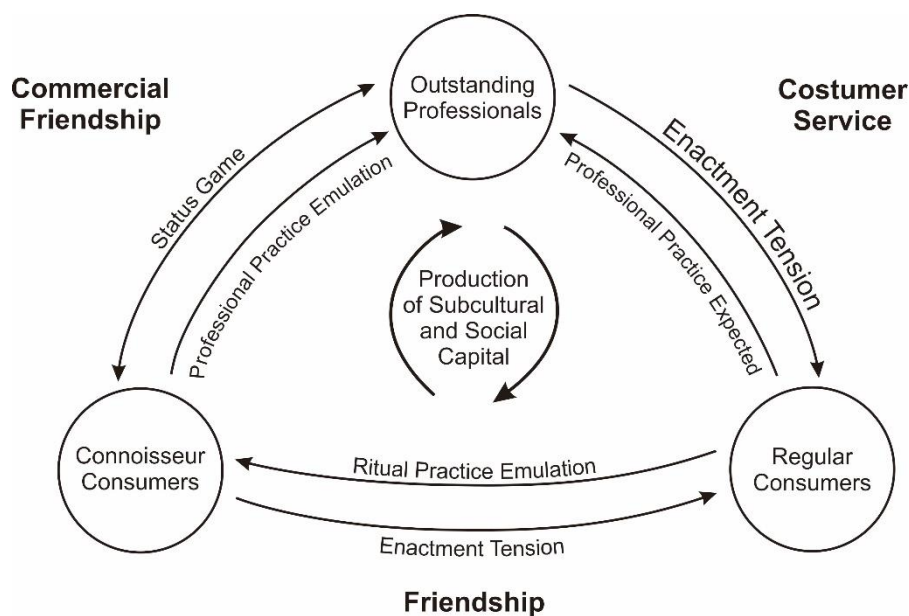 Commercial
Friendship
Outstanding
Professionals
Costumer
Service
Status Game
Professional Practice Emulation
Enactment Tension
Professional Practice Expected
Production
of Subcultural
and Social
Capital
Connoisseur
Consumers
Ritual Practice Emulation
Regular
Consumers
Enactment Tension
Friendship